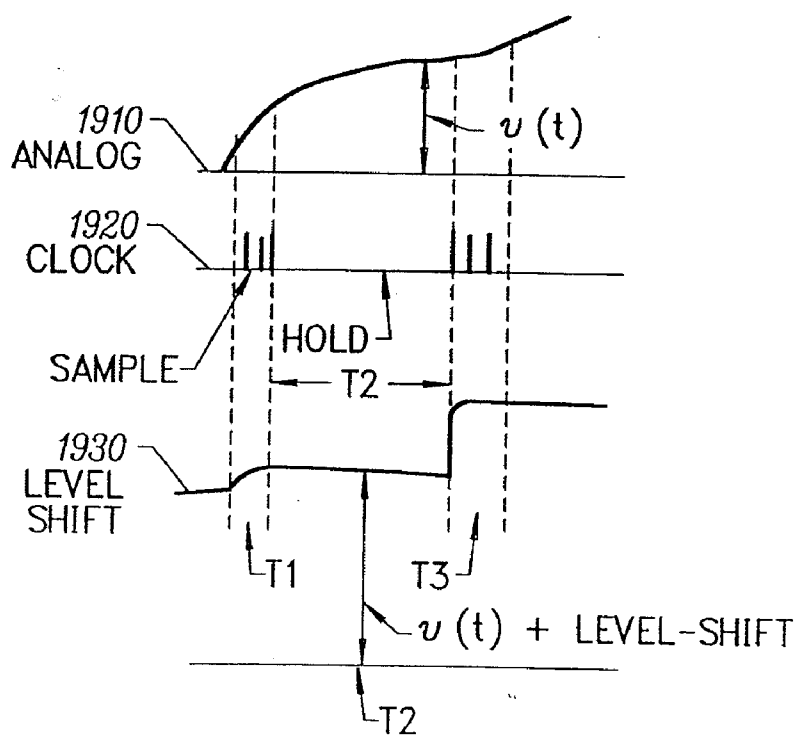 1910
ANALOG
υ (t)
1920
CLOCK
HOLD
SAMPLE
T2
1930
LEVEL
SHIFT
T1
T3
υ (t) + LEVEL-SHIFT
T2